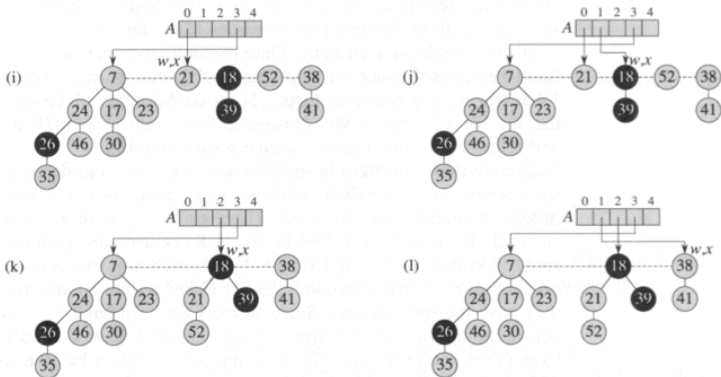 0 1 2 3 4
A
w,x
(i) 7 21 18 52 38
24 17 23 39 41
26 46 30
35
0 1 2 3 4
A
w,x
(j) 7 21 18 52 38
24 17 23 39 41
26 46 30
35
0 1 2 3 4
A
w,x
(k) 7 18 38
24 17 23 21 39 41
26 46 30 52
35
0 1 2 3 4
A
w,x
(l) 7 18 38
24 17 23 21 39 41
26 46 30 52
35